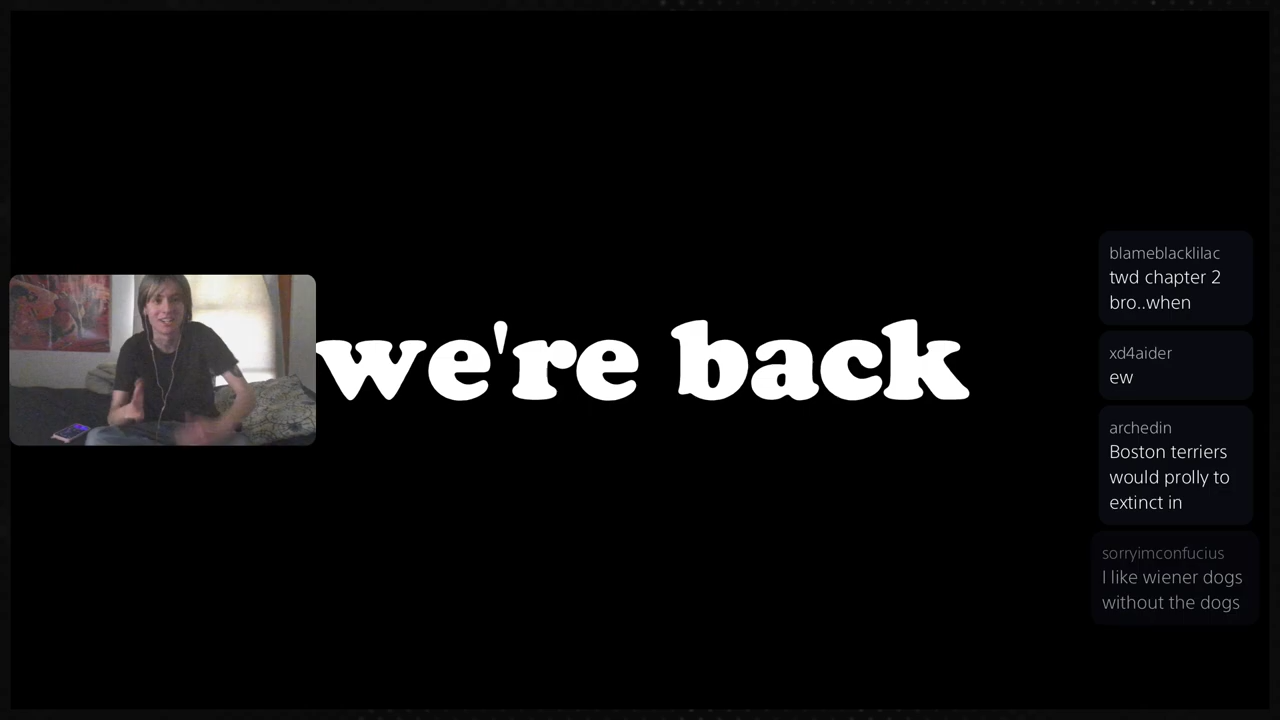 we're back
blameblacklilac
twd chapter 2
bro..when
xd4aider
ew
archedin
Boston terriers
would prolly to
extinct in
sorryimconfucius
I like wiener dogs
without the dogs